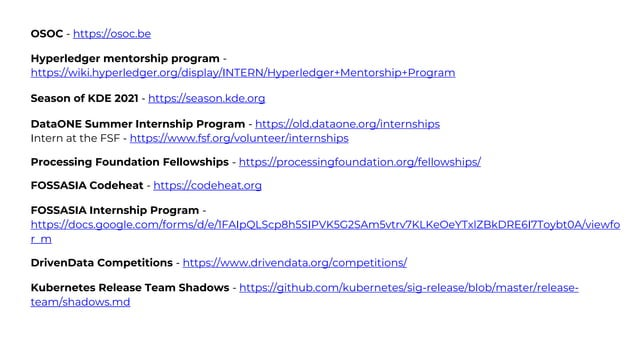 OSOC - https://osoc.be
Hyperledger mentorship program -
https://wiki.hyperledger.org/display/INTERN/Hyperledger+Mentorship+Program
Season of KDE 2021 - https://season.kde.org
DataONE Summer Internship Program - https://old.dataone.org/internships
Intern at the FSF - https://www.fsf.org/volunteer/internships
Processing Foundation Fellowships - https://processingfoundation.org/fellowships/
FOSSASIA Codeheat - https://codeheat.org
FOSSASIA Internship Program -
https://docs.google.com/forms/d/e/1FAIpQLScp8h5SIPVK5G2SAm5vtrv7KLKeOeYTxlZBkDRE6I7Toybt0A/viewfo
r_m
DrivenData Competitions - https://www.drivendata.org/competitions/
Kubernetes Release Team Shadows - https://github.com/kubernetes/sig-release/blob/master/release-
team/shadows.md